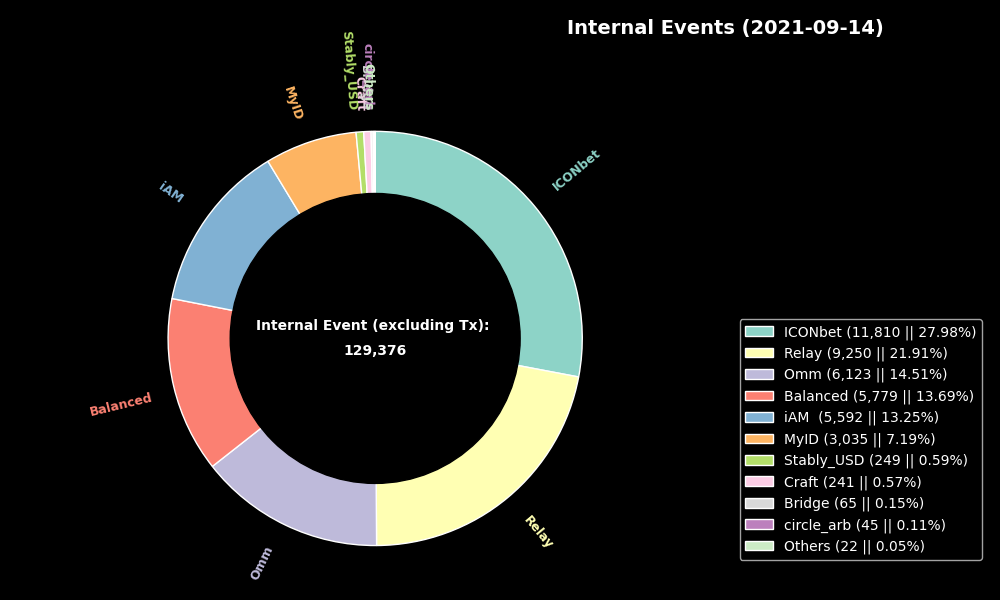 Internal Events (2021-09-14)
Stably_USD
Craft
MyID
ICONbet
iAM
Internal Event (excluding Tx):
129,376
Balanced
Relay
Omm
ICONbet (11,810 || 27.98%)
Relay (9,250 || 21.91%)
Omm (6,123 || 14.51%)
Balanced (5,779 || 13.69%)
iAM  (5,592 || 13.25%)
MyID (3,035 || 7.19%)
Stably_USD (249 || 0.59%)
Craft (241 || 0.57%)
Bridge (65 || 0.15%)
circle_arb (45 || 0.11%)
Others (22 || 0.05%)